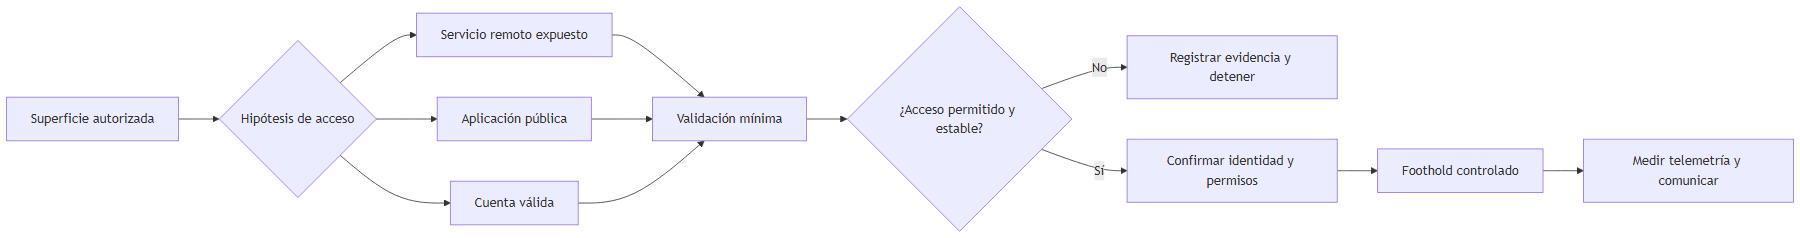 Superficie autorizada
Hipótesis de acceso
Servicio remoto expuesto
Aplicación pública
Cuenta válida
Validación mínima
¿Acceso permitido y
estable?
No
Registrar evidencia y
detener
Sí
Confirmar identidad y
permisos
Foothold controlado
Medir telemetría y
comunicar